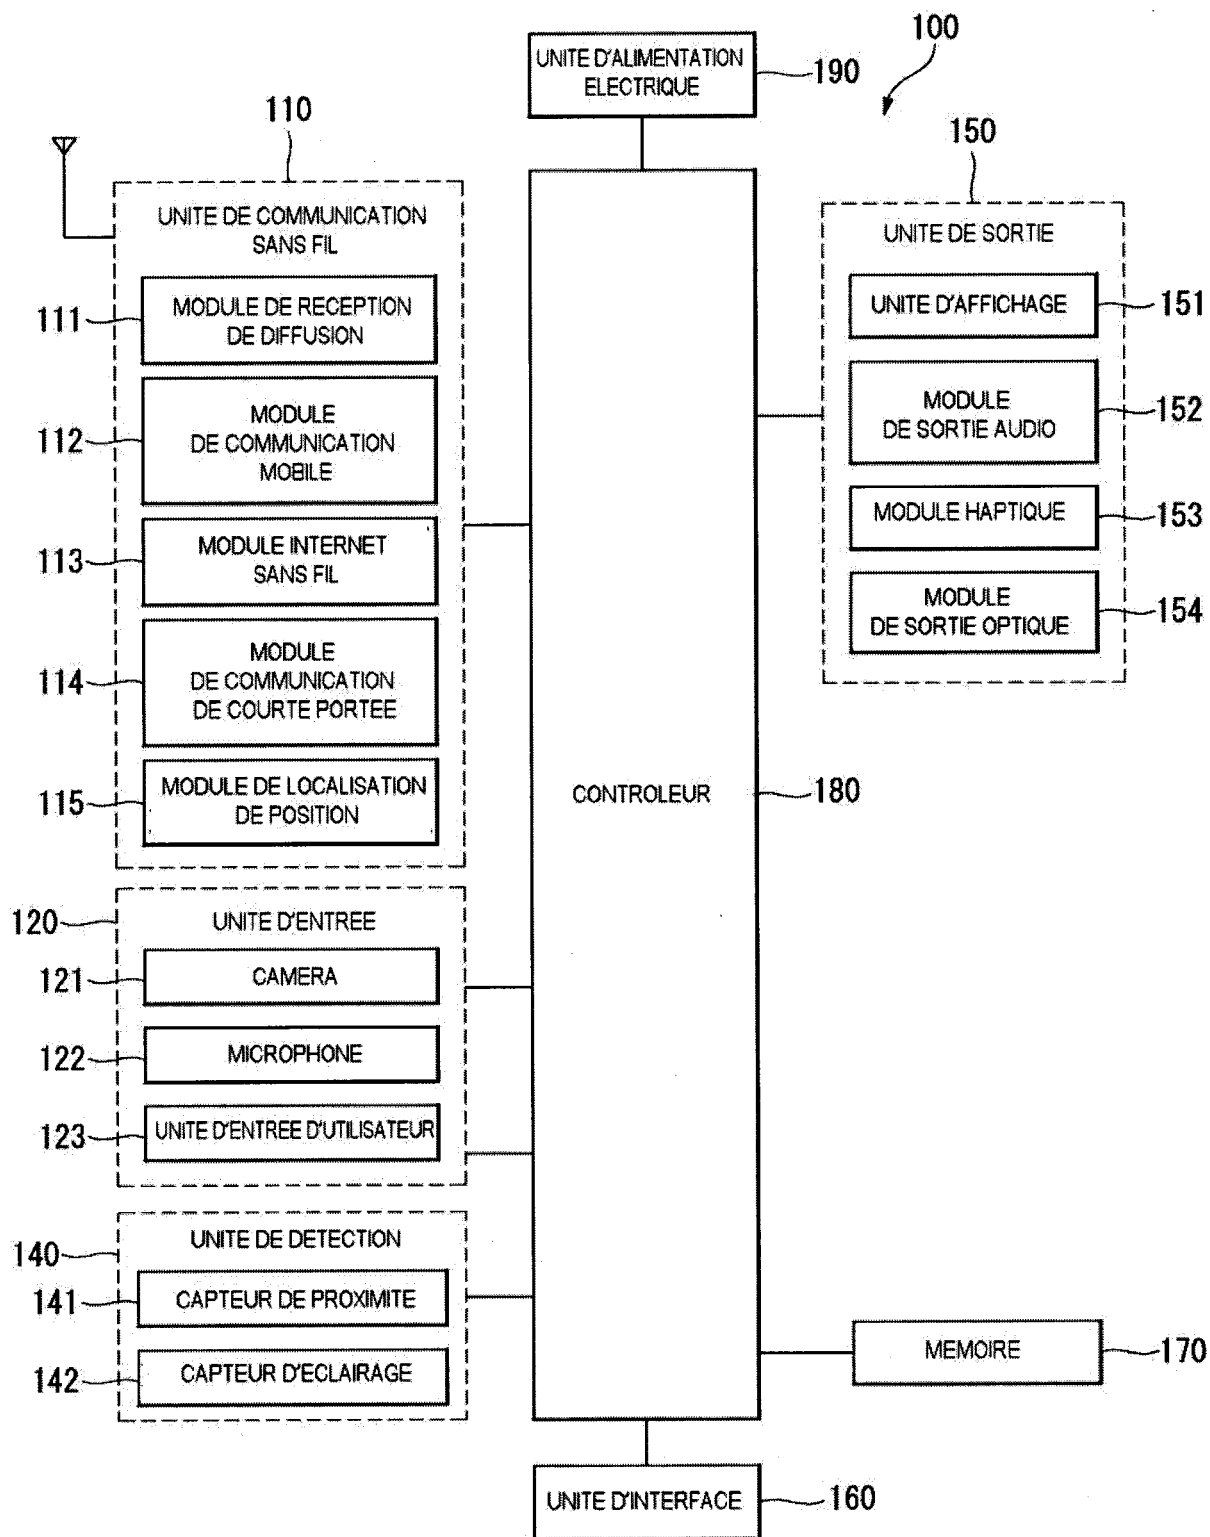 100
UNITE D'ALIMENTATION
ELECTRIQUE
190
110
150
UNITE DE COMMUNICATION
SANS FIL
111
MODULE DE RECEPTION
DE DIFFUSION
112
MODULE
DE COMMUNICATION
MOBILE
113
MODULE INTERNET
SANS FIL
114
MODULE
DE COMMUNICATION
DE COURTE PORTEE
115
MODULE DE LOCALISATION
DE POSITION
120
UNITE D'ENTREE
121
CAMERA
122
MICROPHONE
123
UNITE D'ENTREE D'UTILISATEUR
140
UNITE DE DETECTION
141
CAPTEUR DE PROXIMITE
142
CAPTEUR D'ECLAIRAGE
CONTROLEUR
180
UNITE DE SORTIE
UNITE D'AFFICHAGE
151
MODULE
DE SORTIE AUDIO
152
MODULE HAPTIQUE
153
MODULE
DE SORTIE OPTIQUE
154
MEMOIRE
170
UNITE D'INTERFACE
160